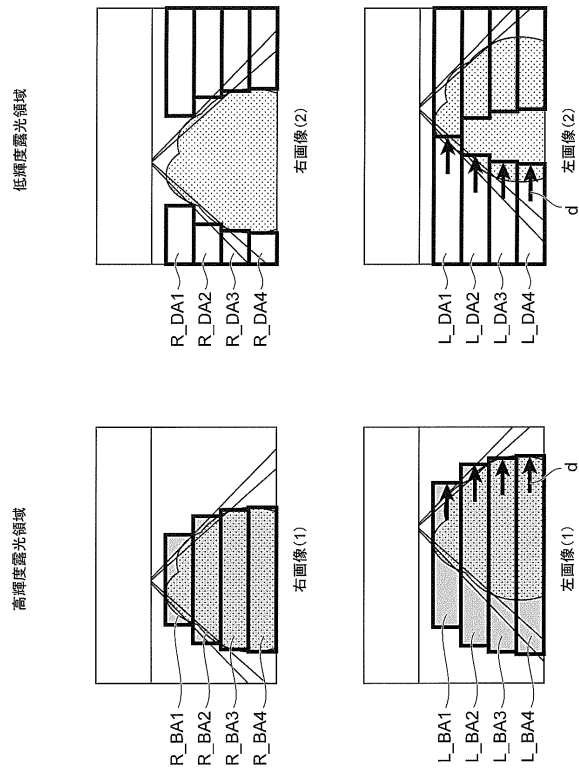 高輝度露光領域
R_BA1
R_BA2
R_BA3
R_BA4
右画像(1)
L_BA1
L_BA2
L_BA3
L_BA4
d
左画像(1)
低輝度露光領域
R_DA1
R_DA2
R_DA3
R_DA4
右画像(2)
L_DA1
L_DA2
L_DA3
L_DA4
d
左画像(2)